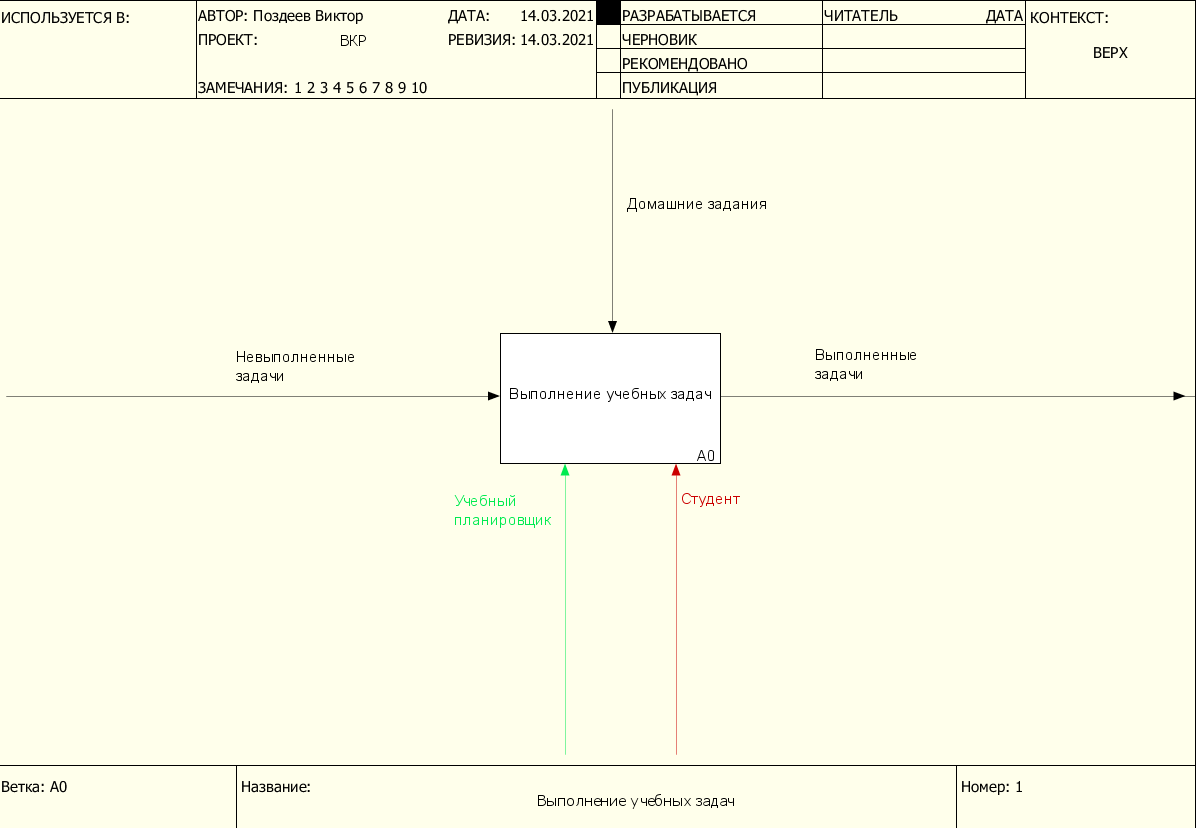 ИСПОЛЬЗУЕТСЯ В:
АВТОР: Поздеев Виктор
ДАТА: 14.03.2021
ПРОЕКТ: ВКР
РЕВИЗИЯ: 14.03.2021
ЗАМЕЧАНИЯ: 1 2 3 4 5 6 7 8 9 10
РАЗРАБАТЫВАЕТСЯ
ЧЕРНОВИК
РЕКОМЕНДОВАНО
ПУБЛИКАЦИЯ
ЧИТАТЕЛЬ ДАТА
КОНТЕКСТ:
ВЕРХ
Домашние задания
Невыполненные
задачи
Выполнение учебных задач
A0
Выполненные
задачи
Учебный
планировщик
Студент
Ветка: A0
Название:
Выполнение учебных задач
Номер: 1